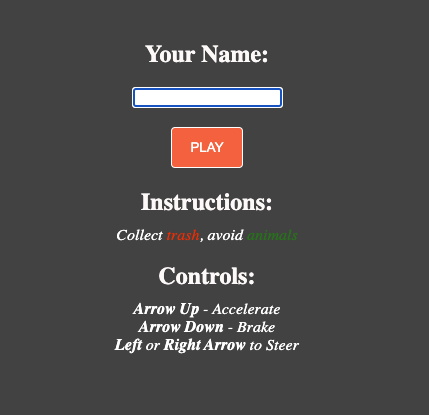 Your Name:
PLAY
Instructions:
Collect trash, avoid animals
Controls:
Arrow Up - Accelerate
Arrow Down - Brake
Left or Right Arrow to Steer